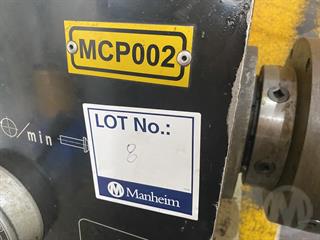 MCP002
/min
LOT No.:
8
M Manheim